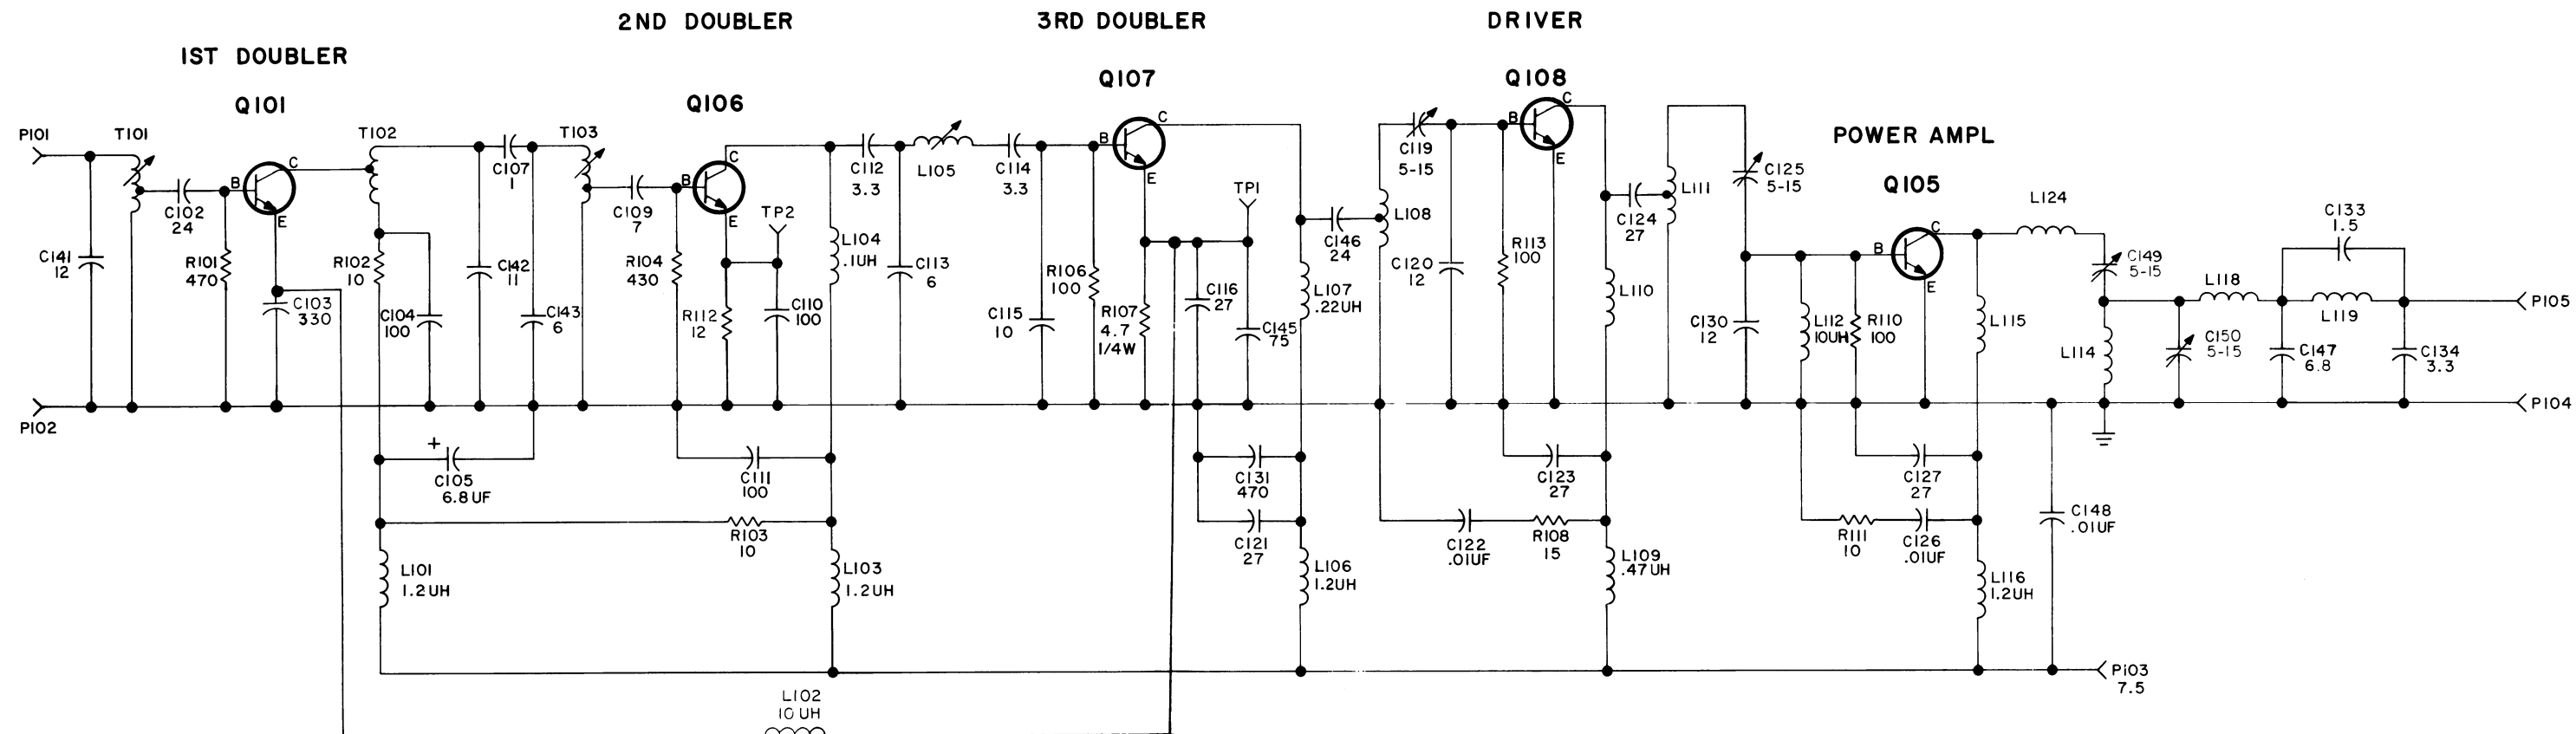 1ST DOUBLER
2ND DOUBLER
3RD DOUBLER
DRIVER
POWER AMPL
Q101
Q106
Q107
Q108
Q105
P101
T101
C141
12
C102
24
B
C
E
R101
470
C103
330
T102
R102
10
C104
100
C142
11
C107
1
C143
6
T103
C109
7
B
C
E
R104
430
TP2
R112
12
C110
100
L104
.1UH
C112
3.3
C113
6
L105
C114
3.3
C115
10
R106
100
B
C
E
R107
4.7
1/4W
C116
27
TP1
C145
75
L107
.22UH
C146
24
L108
C119
5-15
C120
12
R113
100
B
C
E
L110
C124
27
L111
C125
5-15
C130
12
L112
10UH
R110
100
B
C
E
L115
L124
C149
5-15
L114
C150
5-15
L118
C147
6.8
C133
1.5
L119
C134
3.3
P105
P102
P104
+
C105
6.8UF
C111
100
R103
10
L101
1.2UH
L103
1.2UH
C131
470
C121
27
L106
1.2UH
C122
.01UF
R108
15
C123
27
L109
.47UH
C127
27
R111
10
C126
.01UF
L116
1.2UH
C148
.01UF
P103
7.5
L102
10 UH